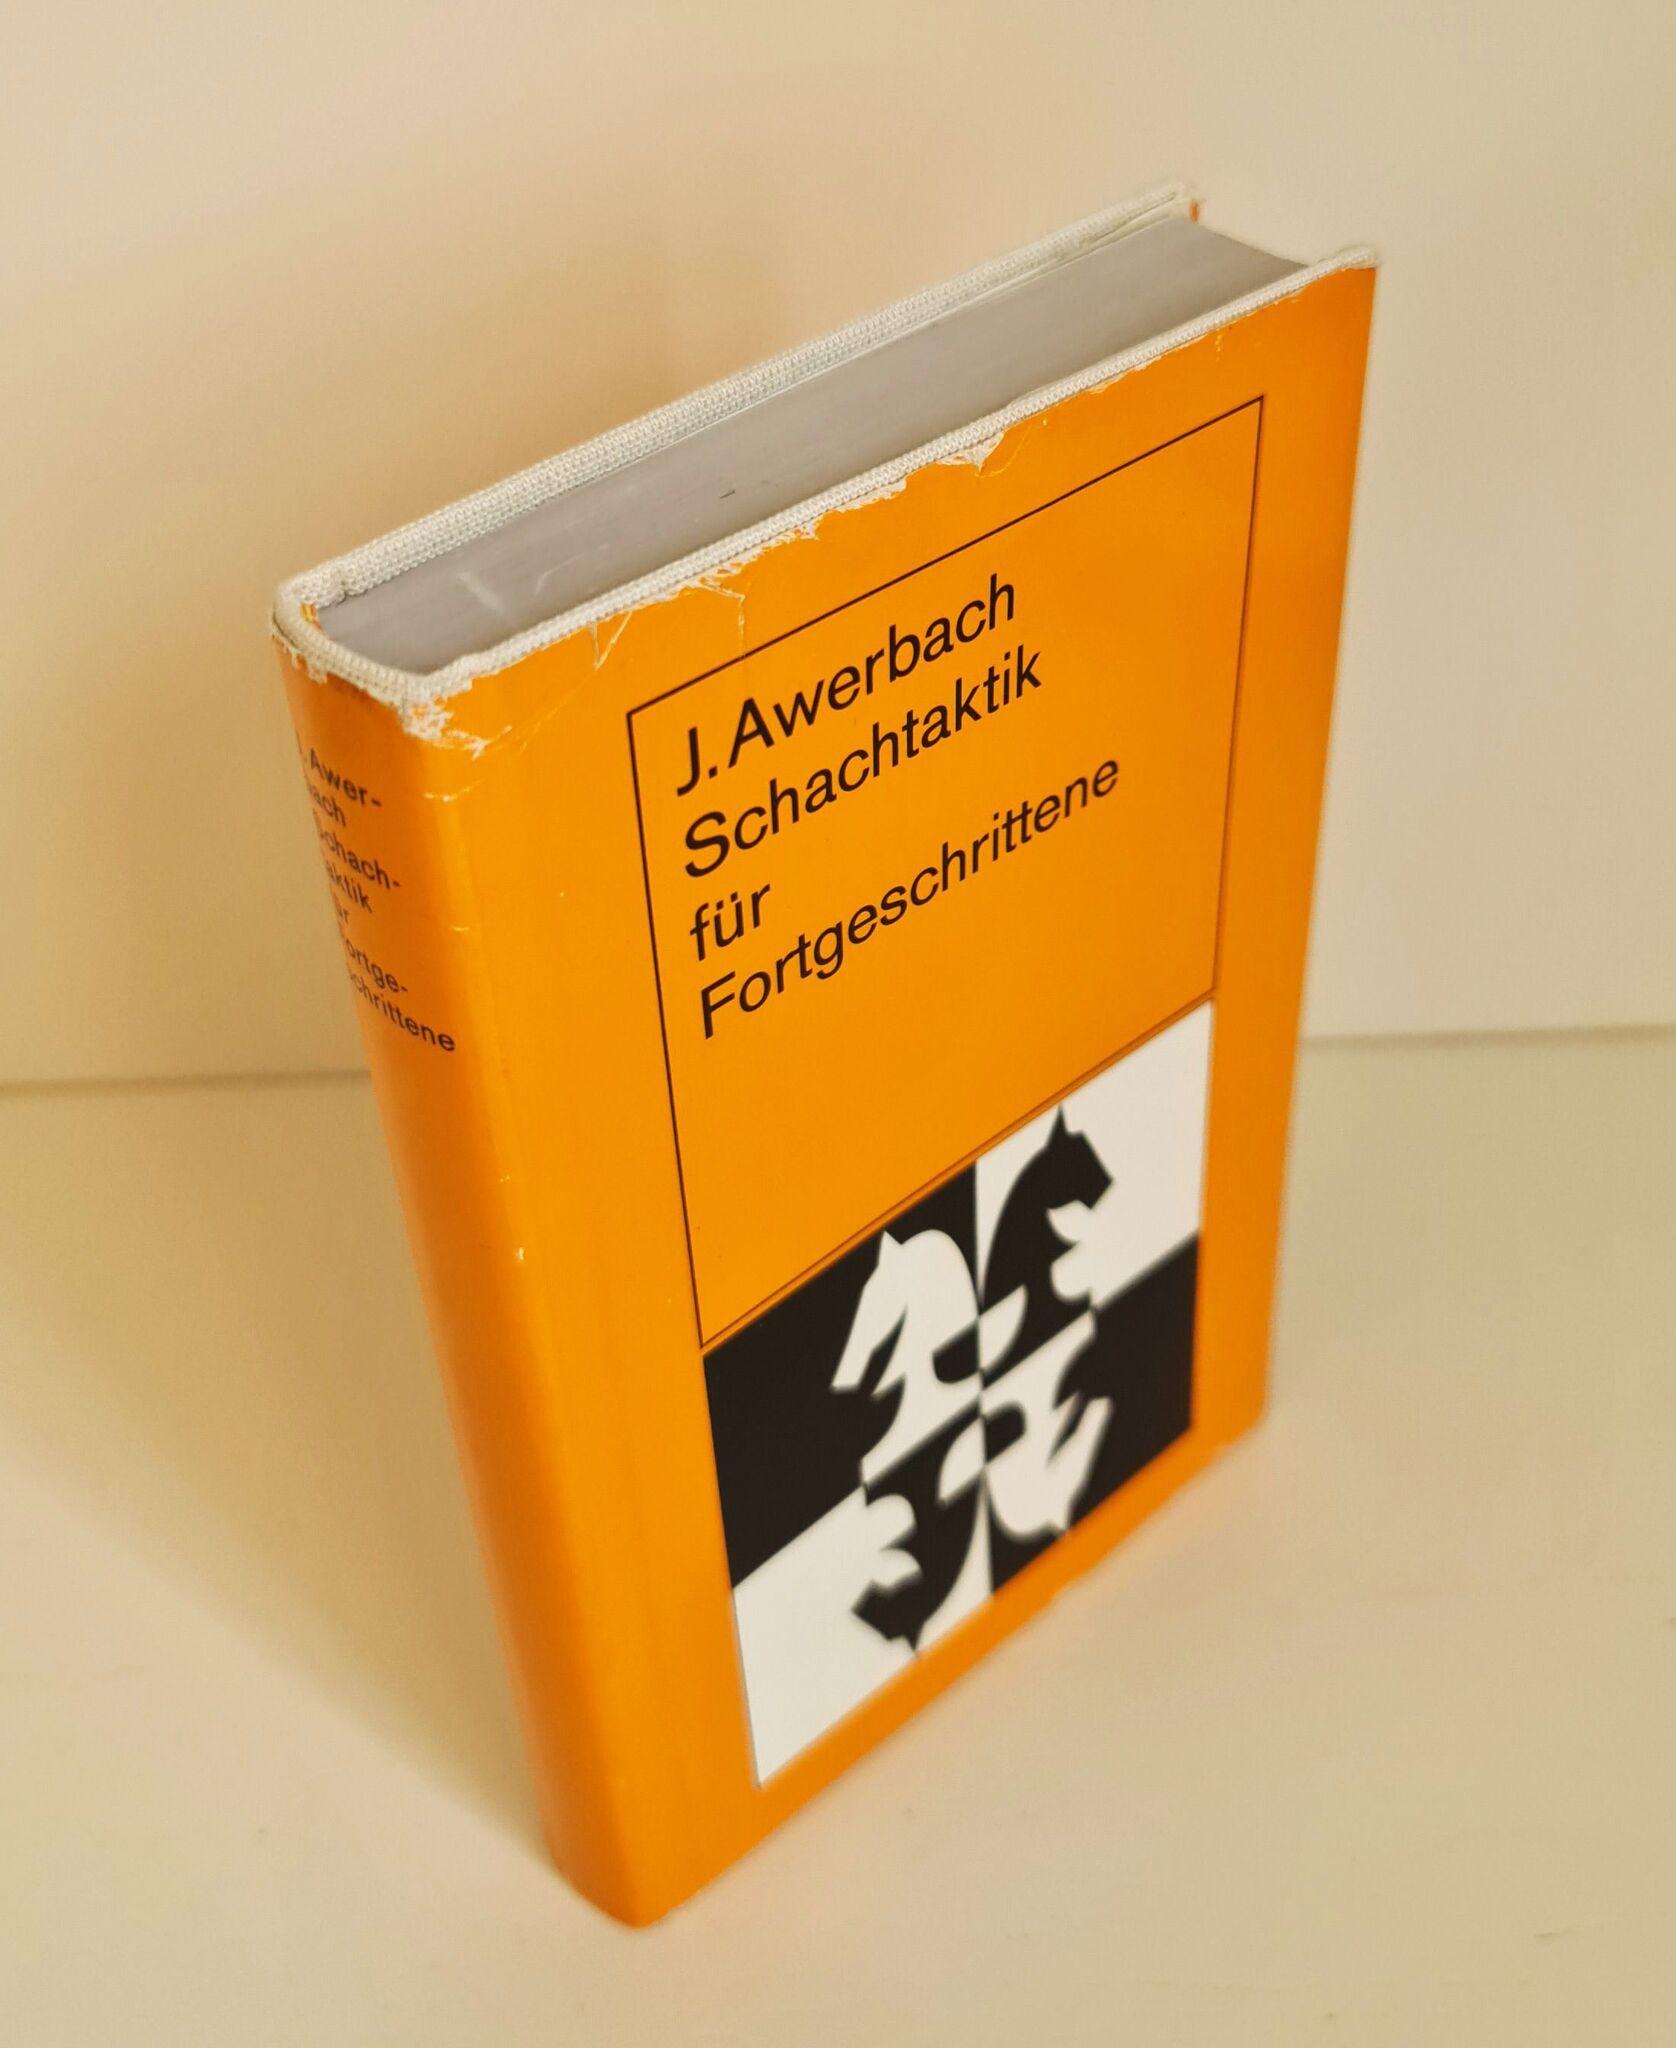 J. Awerbach
Schachtaktik
für
Fortgeschrittene
. Awer-
bach
Schach-
taktik
für
Fortge-
schrittene